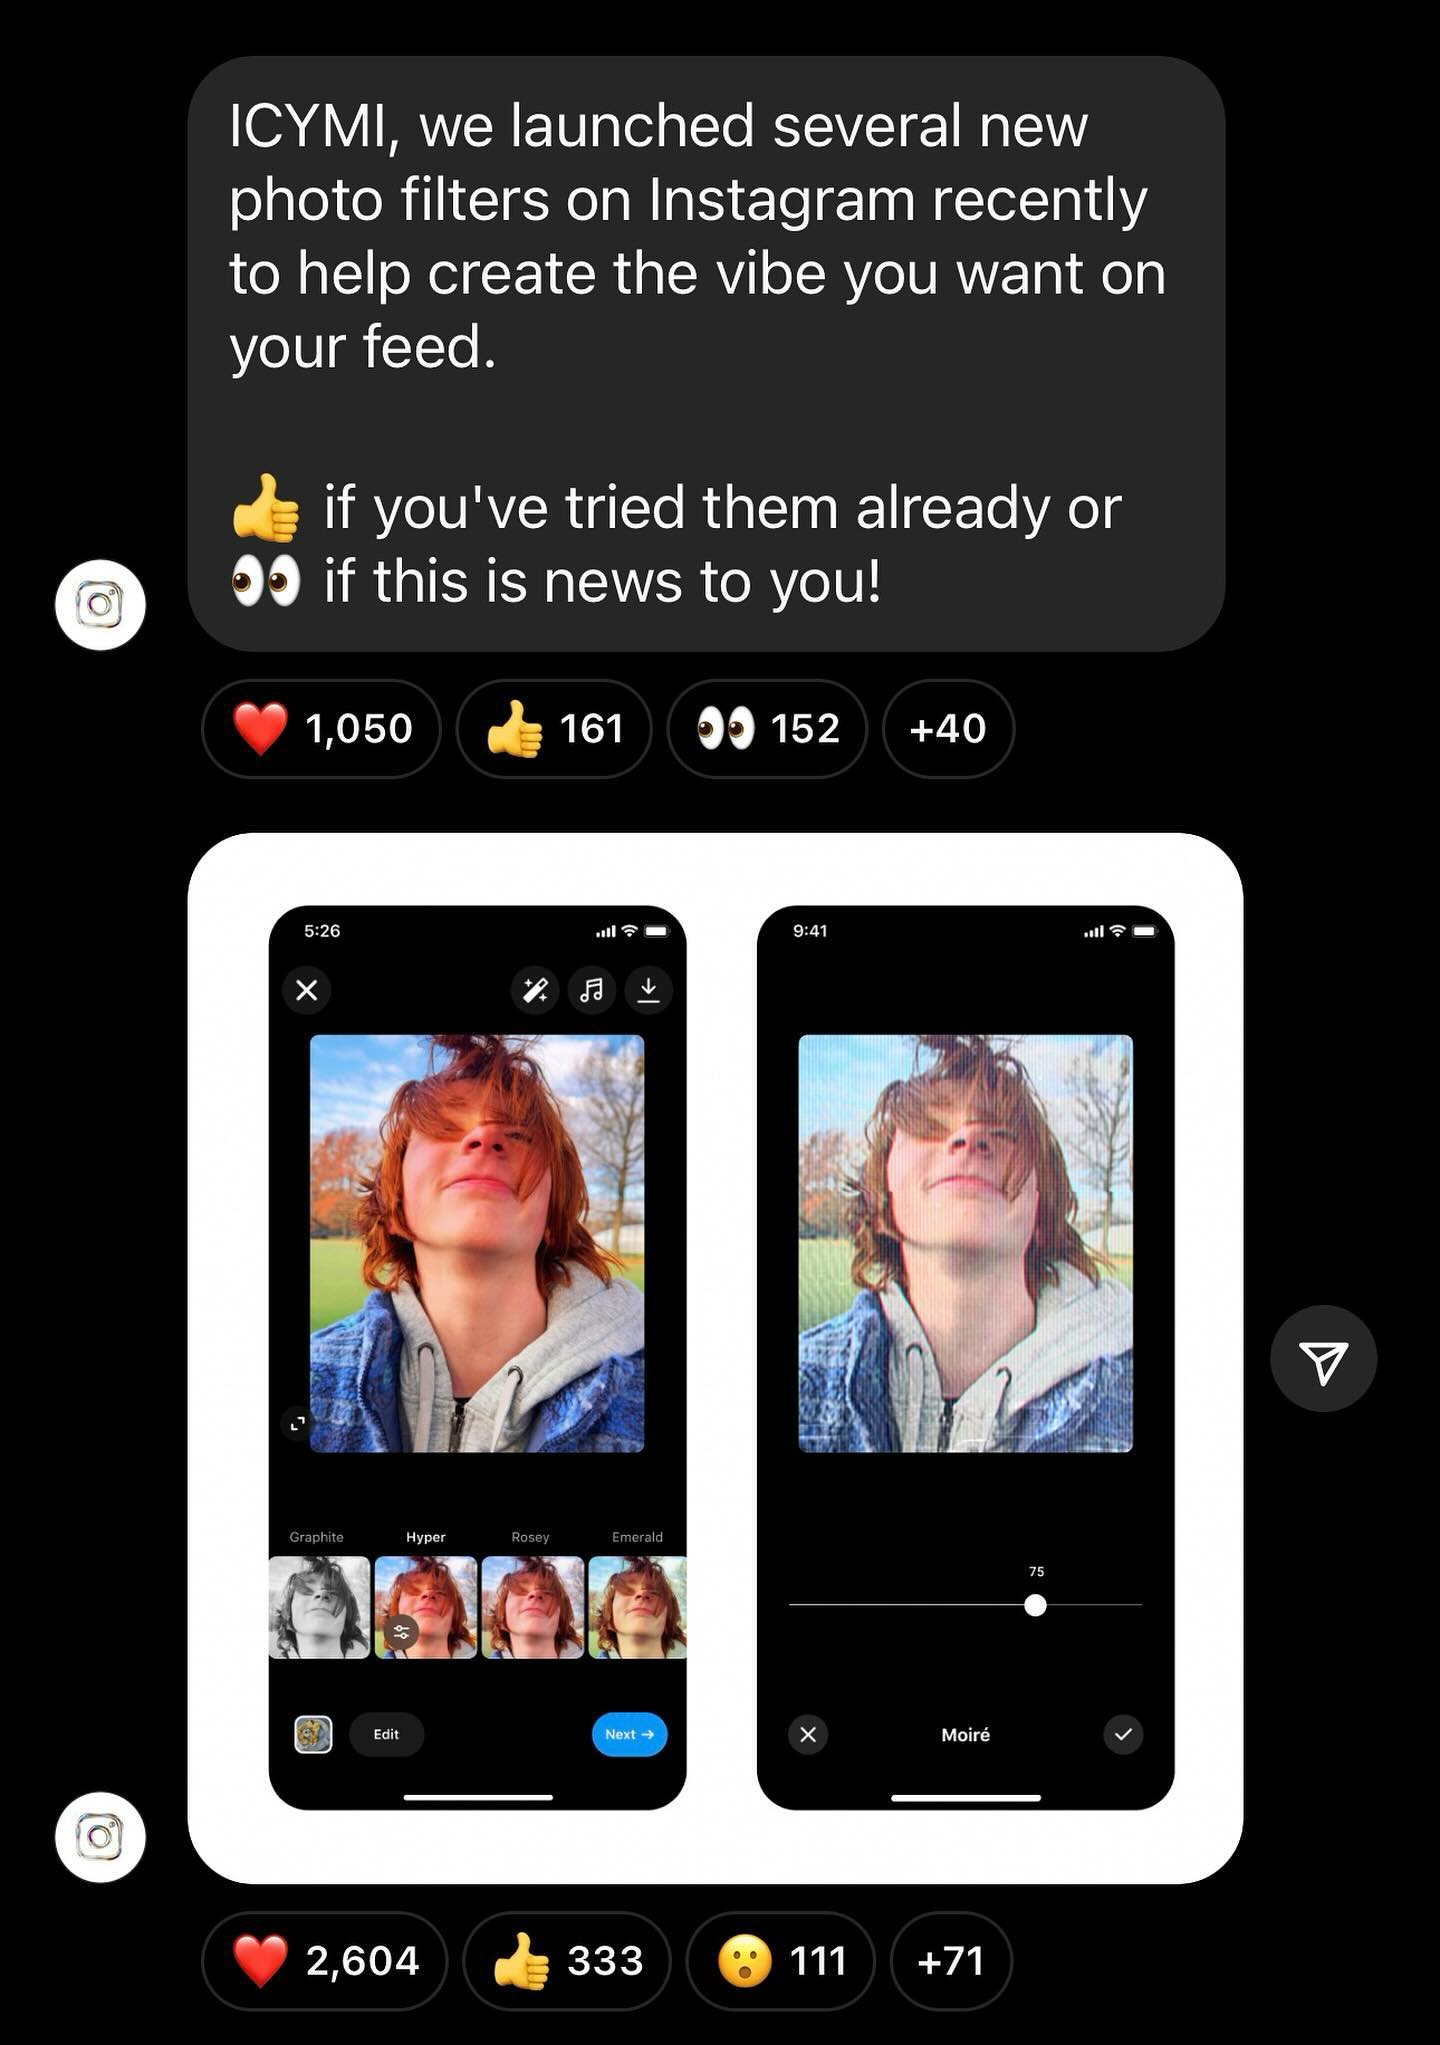 ICYMI, we launched several new
photo filters on Instagram recently
to help create the vibe you want on
your feed.
👍 if you've tried them already or
👀 if this is news to you!
❤️ 1,050 👍 161 👀 152 +40
5:26
9:41
Graphite Hyper Rosey Emerald
75
Edit
Next →
Moiré
❤️ 2,604 👍 333 😮 111 +71